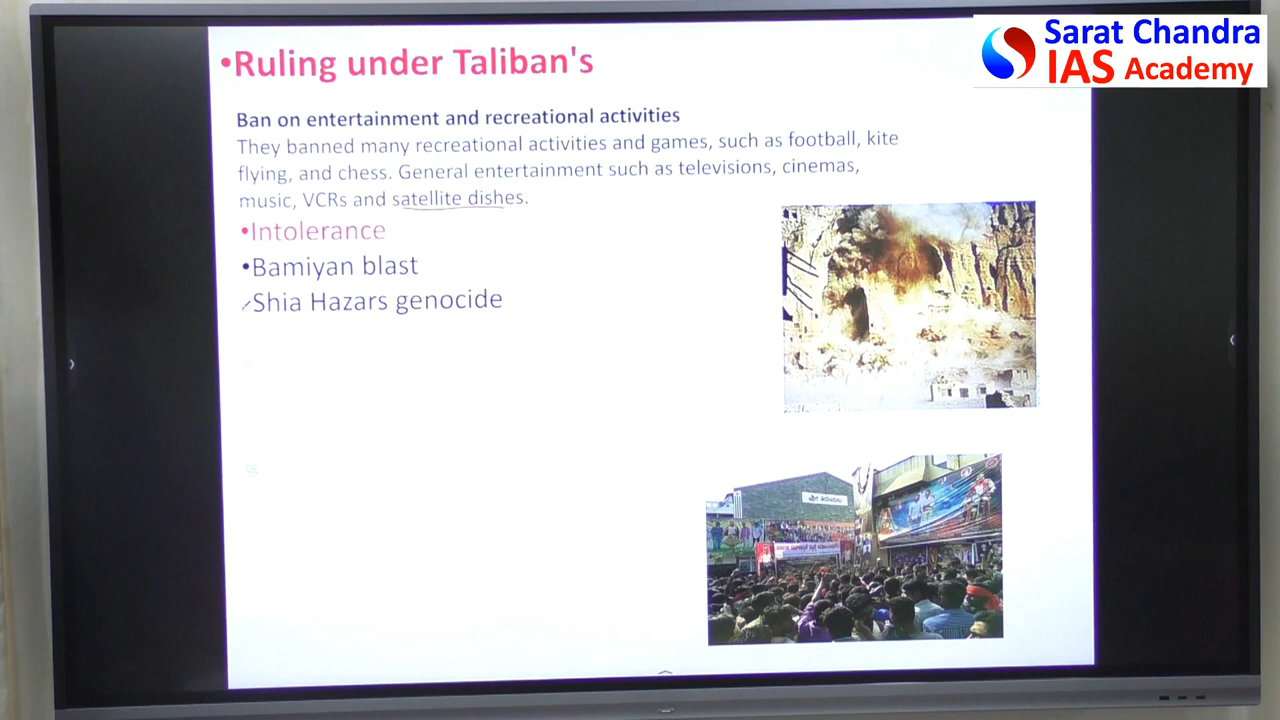 Sarat Chandra
IAS Academy
•Ruling under Taliban's
Ban on entertainment and recreational activities
They banned many recreational activities and games, such as football, kite
flying, and chess. General entertainment such as televisions, cinemas,
music, VCRs and satellite dishes.
•Intolerance
•Bamiyan blast
Shia Hazars genocide